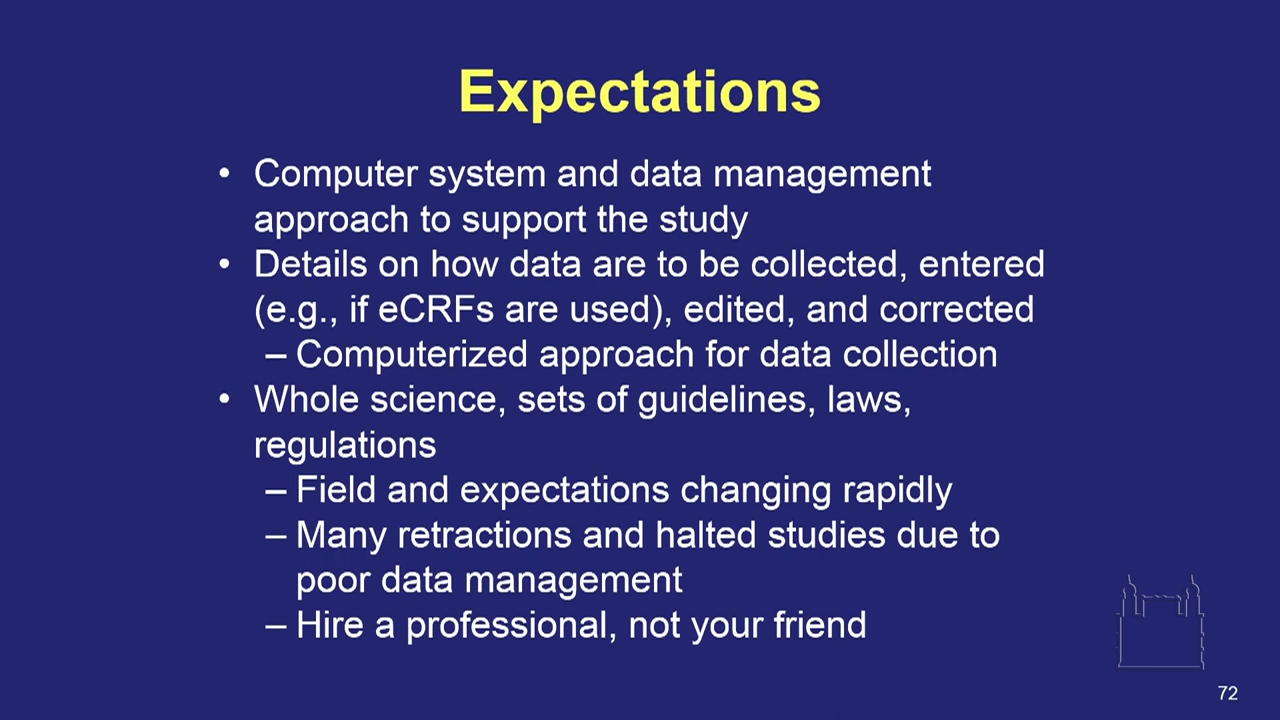 Expectations
• Computer system and data management
approach to support the study
• Details on how data are to be collected, entered
(e.g., if eCRFs are used), edited, and corrected
– Computerized approach for data collection
• Whole science, sets of guidelines, laws,
regulations
– Field and expectations changing rapidly
– Many retractions and halted studies due to
poor data management
– Hire a professional, not your friend
72